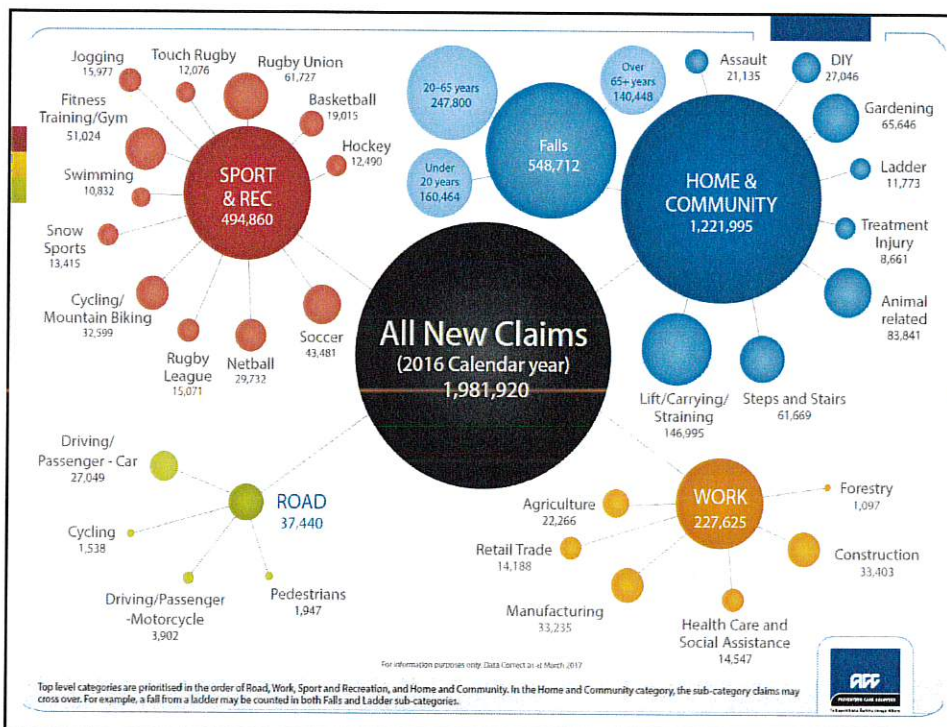 Jogging
15,977
Touch Rugby
12,076
Rugby Union
61,727
Fitness
Training/Gym
51,024
Basketball
19,015
Hockey
12,490
Swimming
10,832
SPORT
& REC
494,860
Snow
Sports
13,415
Cycling/
Mountain Biking
32,599
Rugby
League
15,071
Netball
29,732
Soccer
43,481
20-65 years
247,800
Over
65+ years
140,448
Under
20 years
160,464
Falls
548,712
Assault
21,135
DIY
27,046
Gardening
65,646
HOME &
COMMUNITY
1,221,995
Ladder
11,773
Treatment
Injury
8,661
Animal
related
83,841
Lift/Carrying/
Straining
146,995
Steps and Stairs
61,669
All New Claims
(2016 Calendar year)
1,981,920
Driving/
Passenger - Car
27,049
ROAD
37,440
Cycling
1,538
Driving/Passenger
-Motorcycle
3,902
Pedestrians
1,947
WORK
227,625
Agriculture
22,266
Forestry
1,097
Retail Trade
14,188
Construction
33,403
Manufacturing
33,235
Health Care and
Social Assistance
14,547
For information purposes only. Data Correct as at March 2017
Top level categories are prioritised in the order of Road, Work, Sport and Recreation, and Home and Community. In the Home and Community category, the sub-category claims may
cross over. For example, a fall from a ladder may be counted in both Falls and Ladder sub-categories.
ACC
PREVENTION. CARE. RECOVERY.